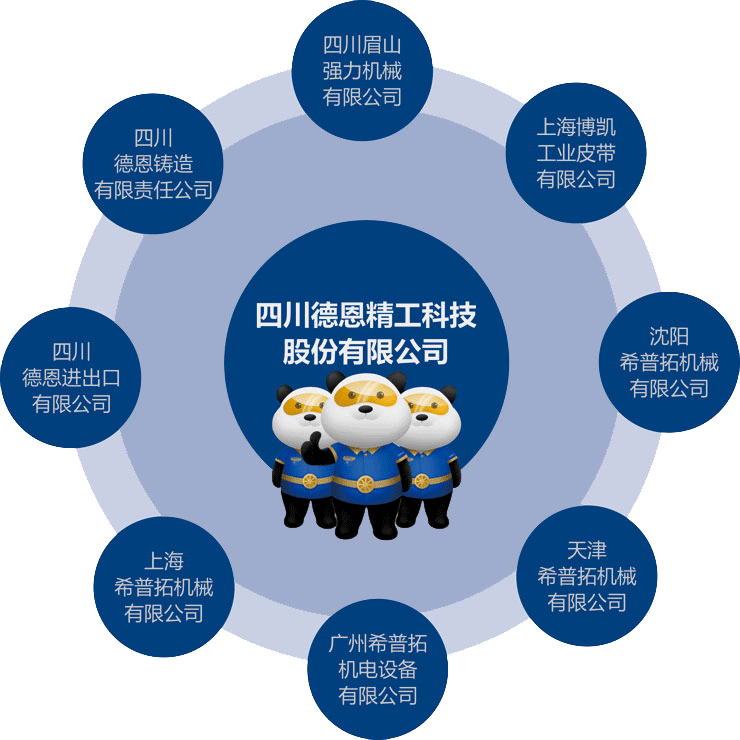 四川眉山
强力机械
有限公司
上海博凯
工业皮带
有限公司
沈阳
希普拓机械
有限公司
天津
希普拓机械
有限公司
广州希普拓
机电设备
有限公司
上海
希普拓机械
有限公司
四川
德恩进出口
有限公司
四川
德恩铸造
有限责任公司
四川德恩精工科技
股份有限公司